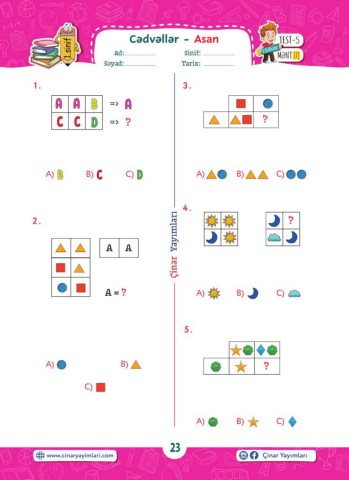 1.sinif
Cədvəllər - Asan
Ad: Sinif:
Soyad: Tarix:
TEST-5
MƏNTİQ
1.
A A B => A
C C D => ?
A) B B) C C) D
2.
A A
A = ?
A) B)
C)
Çinar Yayımları
3.
?
A) B) C)
4.
?
A) B) C)
5.
?
A) B) C)
23
www.cinaryayimlari.com
Çinar Yayımları